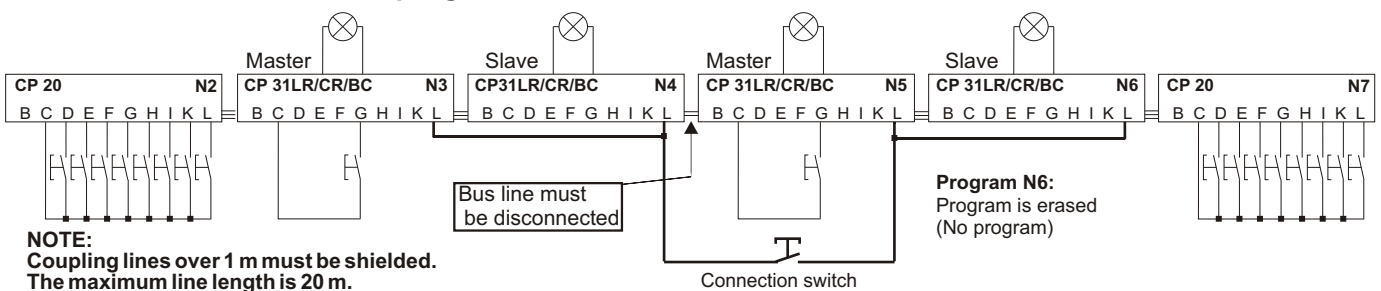 Master
Slave
Master
Slave
CP 20 N2
CP 31LR/CR/BC N3
CP31LR/CR/BC N4
CP 31LR/CR/BC N5
CP 31LR/CR/BC N6
CP 20 N7
B C D E F G H I K L
B C D E F G H I K L
B C D E F G H I K L
B C D E F G H I K L
B C D E F G H I K L
B C D E F G H I K L
Bus line must
be disconnected
Program N6:
Program is erased
(No program)
NOTE:
Coupling lines over 1 m must be shielded.
The maximum line length is 20 m.
Connection switch